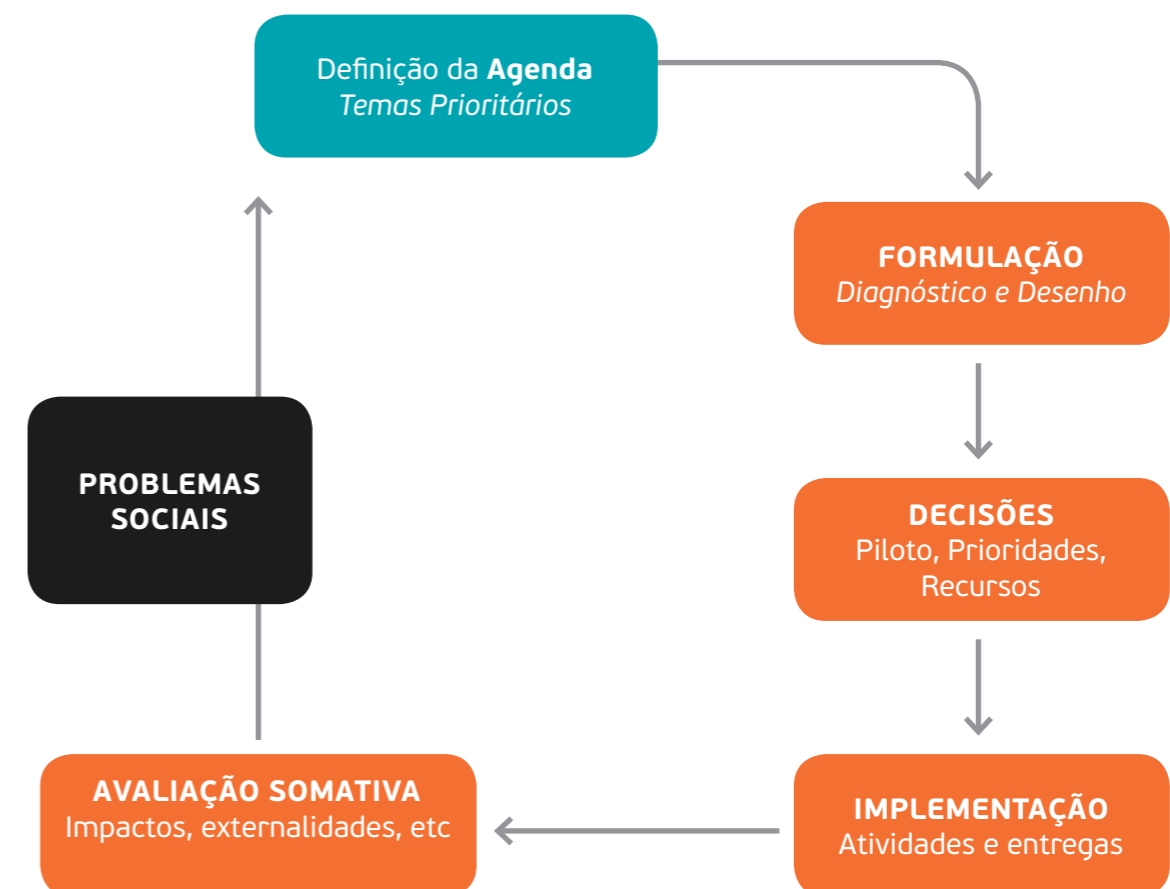 Definição da Agenda
Temas Prioritários
FORMULAÇÃO
Diagnóstico e Desenho
PROBLEMAS
SOCIAIS
DECISÕES
Piloto, Prioridades,
Recursos
AVALIAÇÃO SOMATIVA
Impactos, externalidades, etc
IMPLEMENTAÇÃO
Atividades e entregas